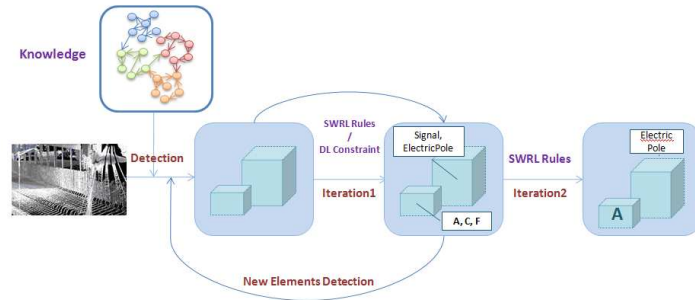 Knowledge
Detection
SWRL Rules
/
DL Constraint
Iteration1
Signal,
ElectricPole
A, C, F
SWRL Rules
Iteration2
Electric
Pole
A
New Elements Detection